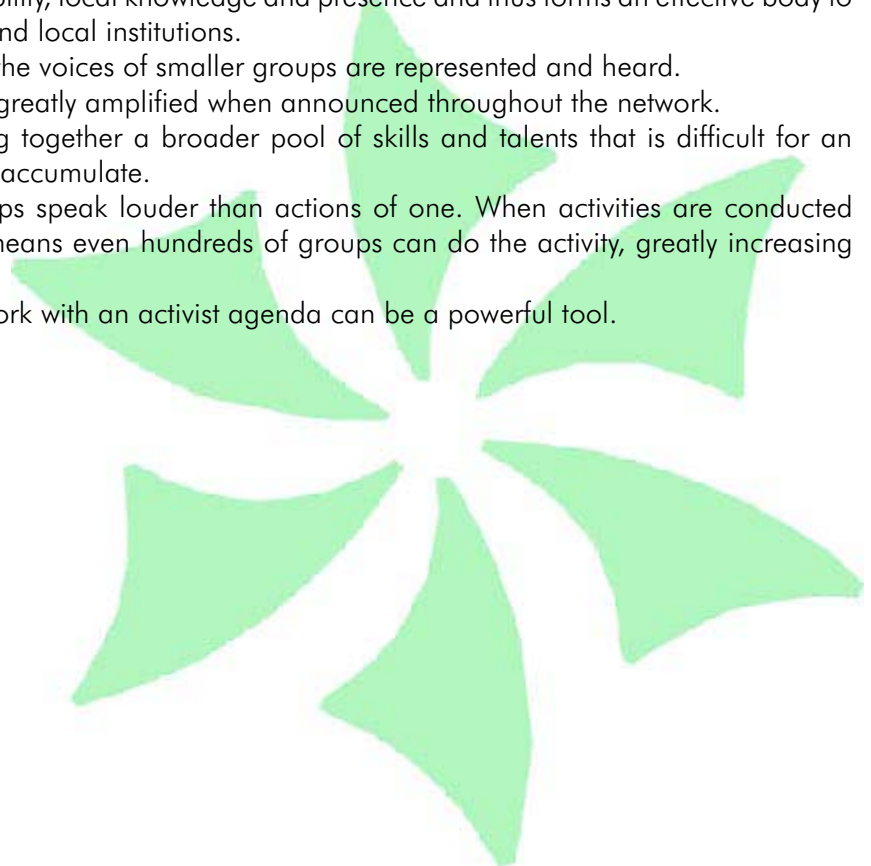 local knowledge and presence and thus forms an effective body to
nd local institutions.
the voices of smaller groups are represented and heard.
greatly amplified when announced throughout the network.
g together a broader pool of skills and talents that is difficult for an
accumulate.
ps speak louder than actions of one. When activities are conducted
means even hundreds of groups can do the activity, greatly increasing
ork with an activist agenda can be a powerful tool.